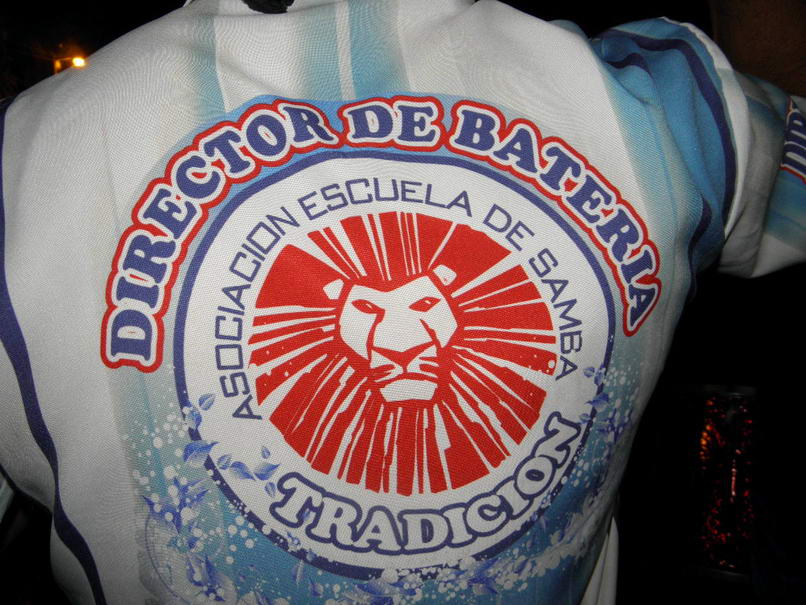 DIRECTOR DE BATERIA
ASOCIACION ESCUELA DE SAMBA
TRADICION